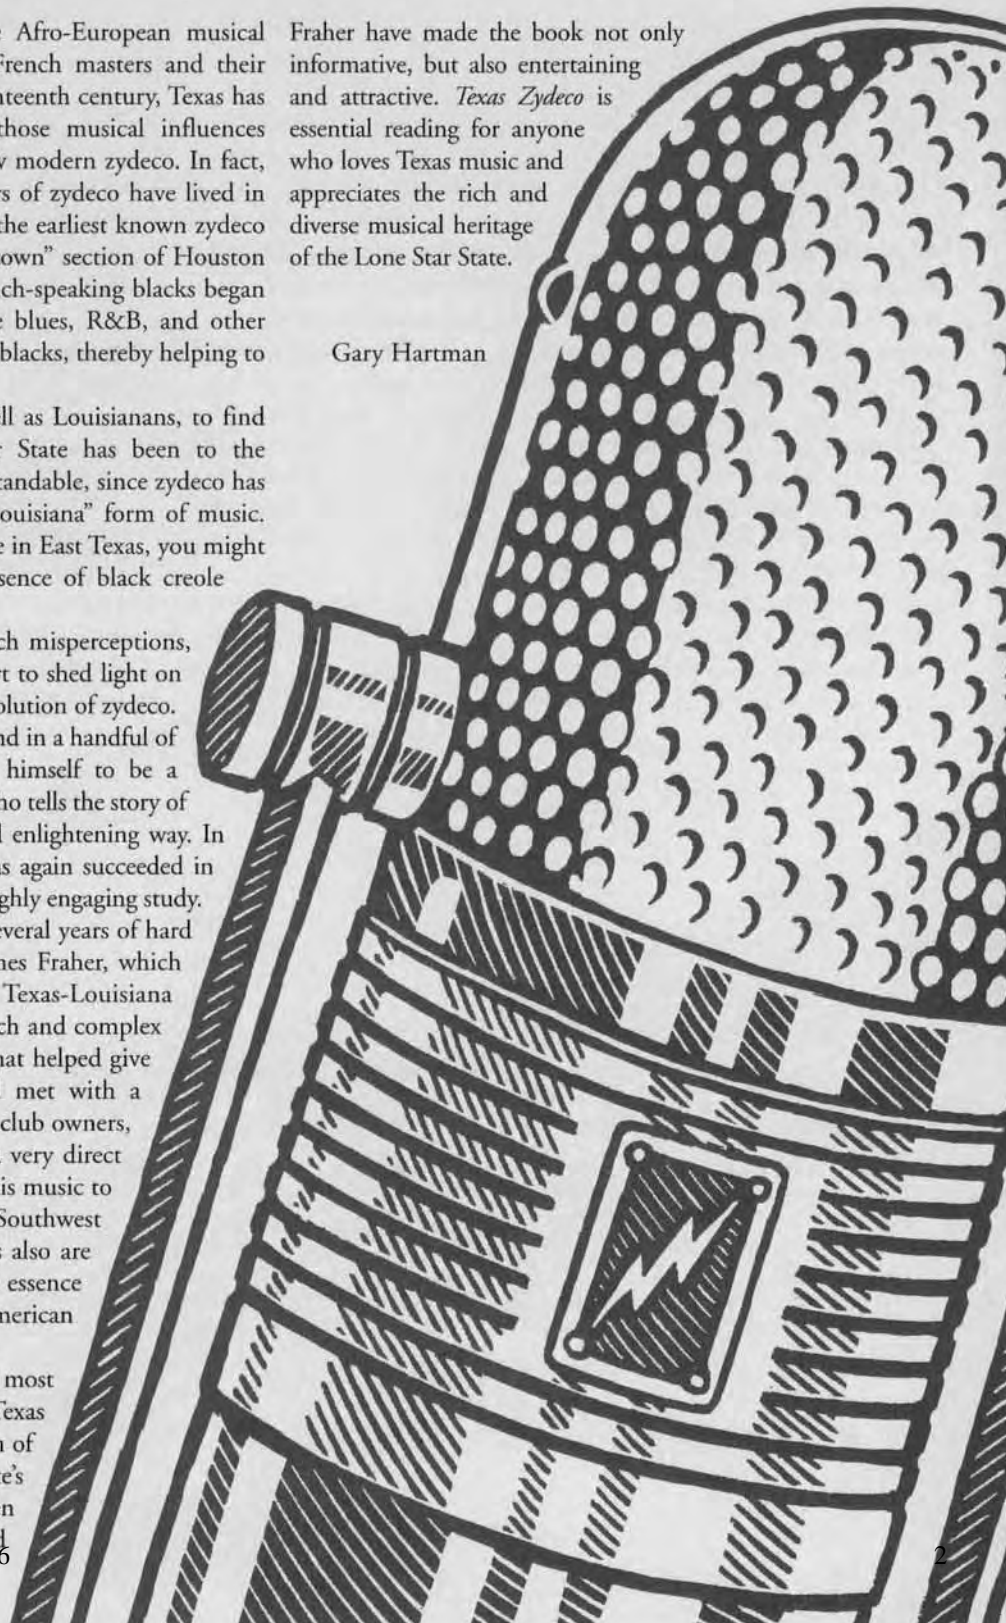 Afro-European musical
French masters and their
nteenth century, Texas has
those musical influences
modern zydeco. In fact,
rs of zydeco have lived in
the earliest known zydeco
own” section of Houston
ch-speaking blacks began
blues, R&B, and other
blacks, thereby helping to
ll as Louisianans, to find
State has been to the
tandable, since zydeco has
ouisiana” form of music.
e in East Texas, you might
sence of black creole
ch misperceptions,
rt to shed light on
olution of zydeco.
nd in a handful of
himself to be a
ho tells the story of
l enlightening way. In
s again succeeded in
ghly engaging study.
everal years of hard
nes Fraher, which
Texas-Louisiana
ch and complex
hat helped give
met with a
club owners,
very direct
is music to
Southwest
s also are
essence
merican
most
Texas
n of
te’s
n
d
6
Fraher have made the book not only
informative, but also entertaining
and attractive. Texas Zydeco is
essential reading for anyone
who loves Texas music and
appreciates the rich and
diverse musical heritage
of the Lone Star State.
Gary Hartman
2